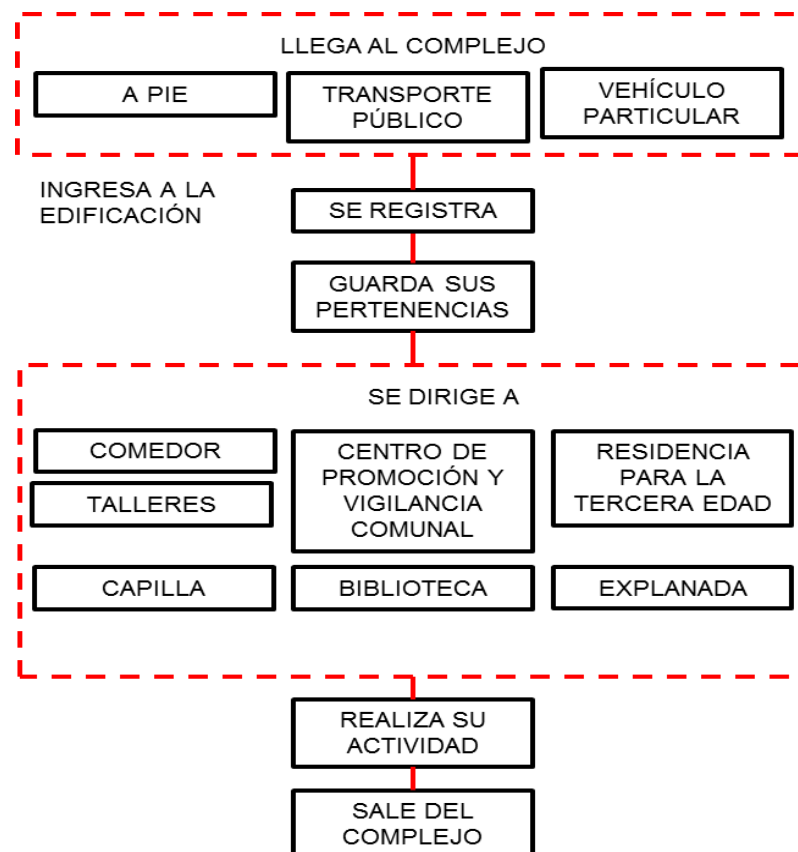 LLEGA AL COMPLEJO
A PIE
TRANSPORTE
PÚBLICO
VEHÍCULO
PARTICULAR
INGRESA A LA
EDIFICACIÓN
SE REGISTRA
GUARDA SUS
PERTENENCIAS
SE DIRIGE A
COMEDOR
TALLERES
CENTRO DE
PROMOCIÓN Y
VIGILANCIA
COMUNAL
RESIDENCIA
PARA LA
TERCERA EDAD
CAPILLA
BIBLIOTECA
EXPLANADA
REALIZA SU
ACTIVIDAD
SALE DEL
COMPLEJO